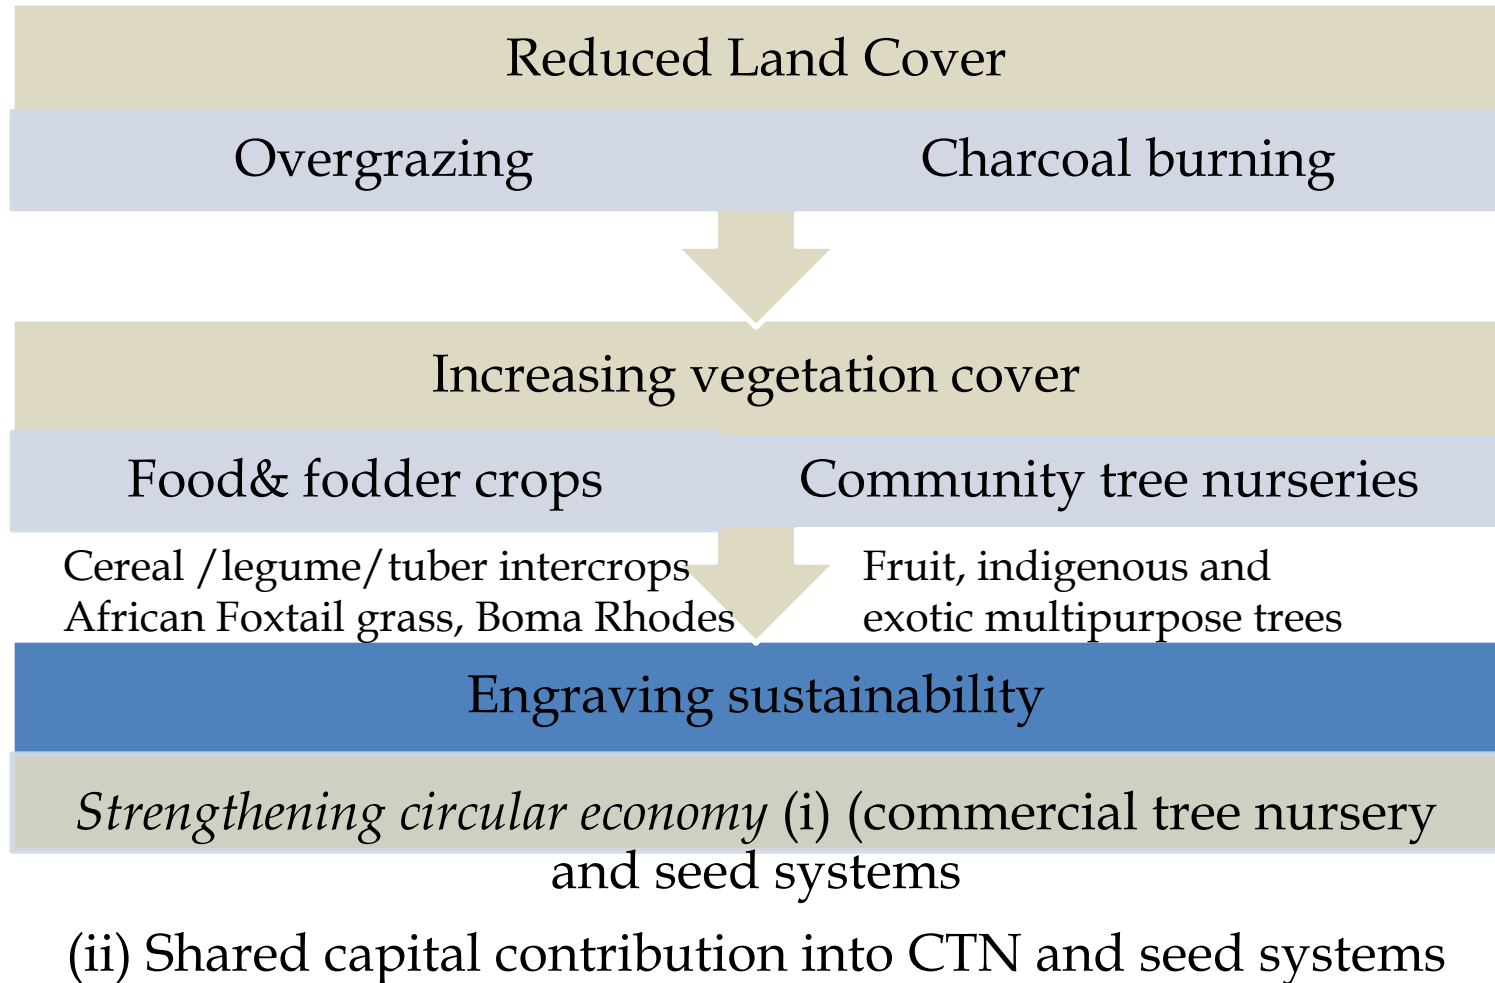 Reduced Land Cover
Overgrazing
Charcoal burning
Increasing vegetation cover
Food& fodder crops
Community tree nurseries
Cereal /legume/tuber intercrops
African Foxtail grass, Boma Rhodes
Fruit, indigenous and
exotic multipurpose trees
Engraving sustainability
Strengthening circular economy (i) (commercial tree nursery
and seed systems
(ii) Shared capital contribution into CTN and seed systems